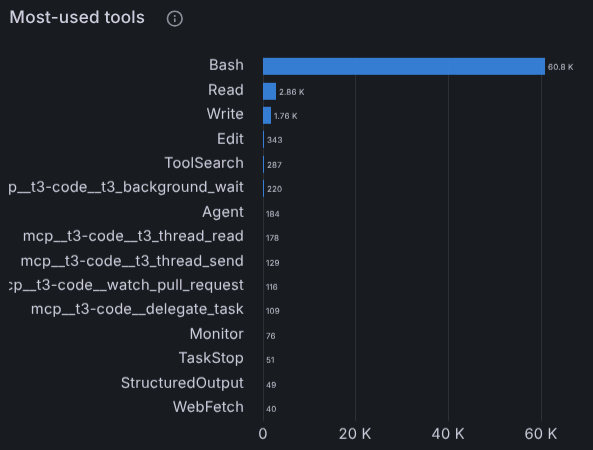 Most-used tools
Bash 60.8 K
Read 2.86 K
Write 1.76 K
Edit 343
ToolSearch 287
p__t3-code__t3_background_wait 220
Agent 184
mcp__t3-code__t3_thread_read 178
mcp__t3-code__t3_thread_send 129
cp__t3-code__watch_pull_request 116
mcp__t3-code__delegate_task 109
Monitor 76
TaskStop 51
StructuredOutput 49
WebFetch 40
0 20 K 40 K 60 K